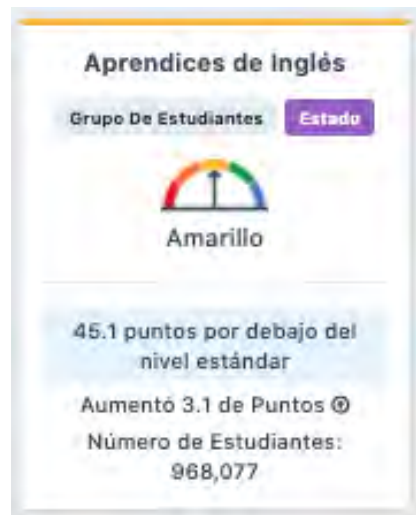 Aprendices de Inglés
Grupo De Estudiantes Estado
Amarillo
45.1 puntos por debajo del
nivel estándar
Aumentó 3.1 de Puntos
Número de Estudiantes:
968,077